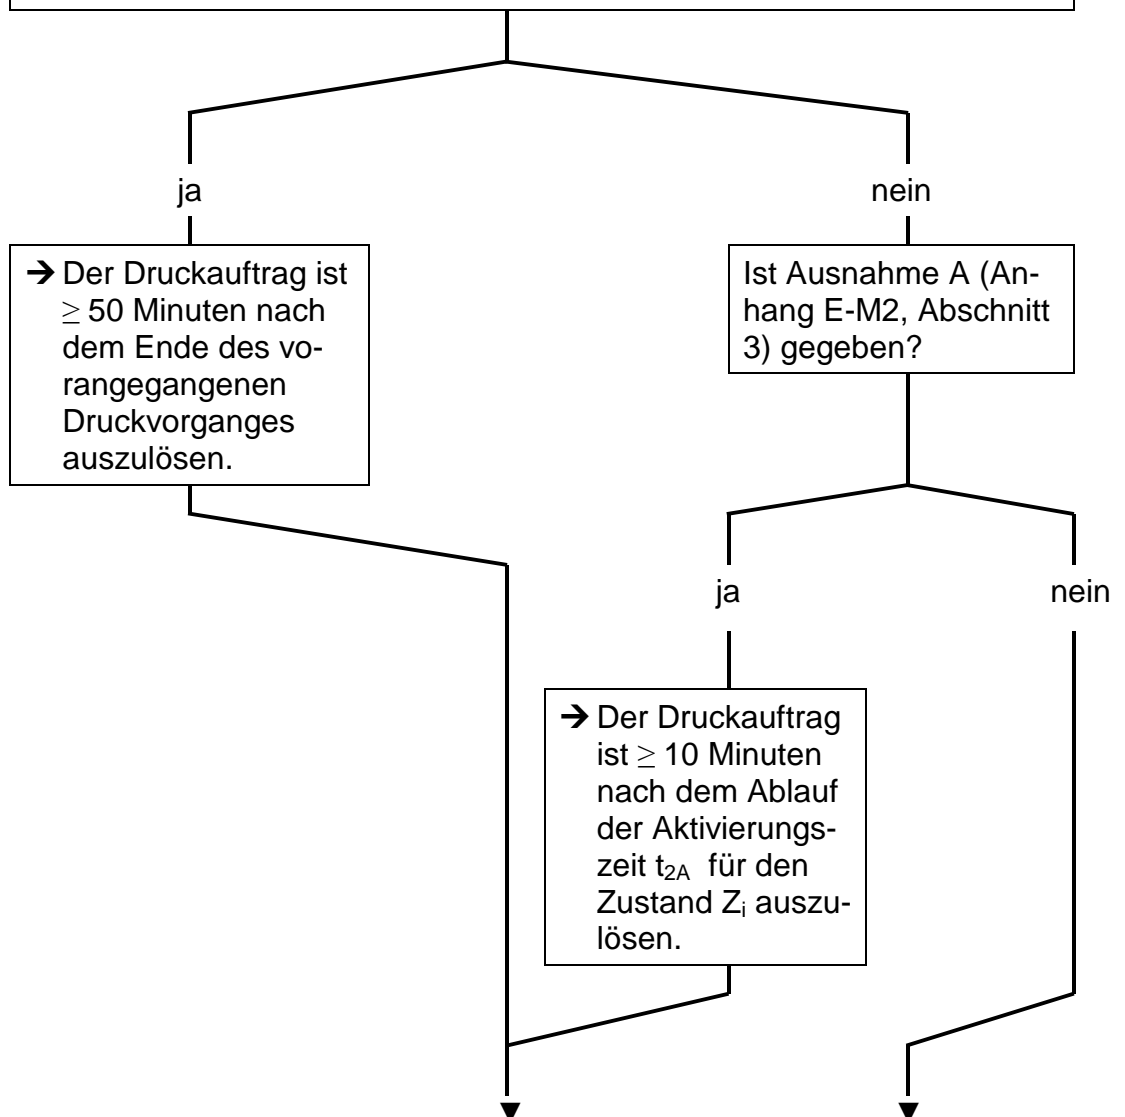 ja
nein
➔ Der Druckauftrag ist
≥ 50 Minuten nach
dem Ende des vo-
rangegangenen
Druckvorganges
auszulösen.
Ist Ausnahme A (An-
hang E-M2, Abschnitt
3) gegeben?
ja
nein
➔ Der Druckauftrag
ist ≥ 10 Minuten
nach dem Ablauf
der Aktivierungs-
zeit t2A für den
Zustand Zi auszu-
lösen.